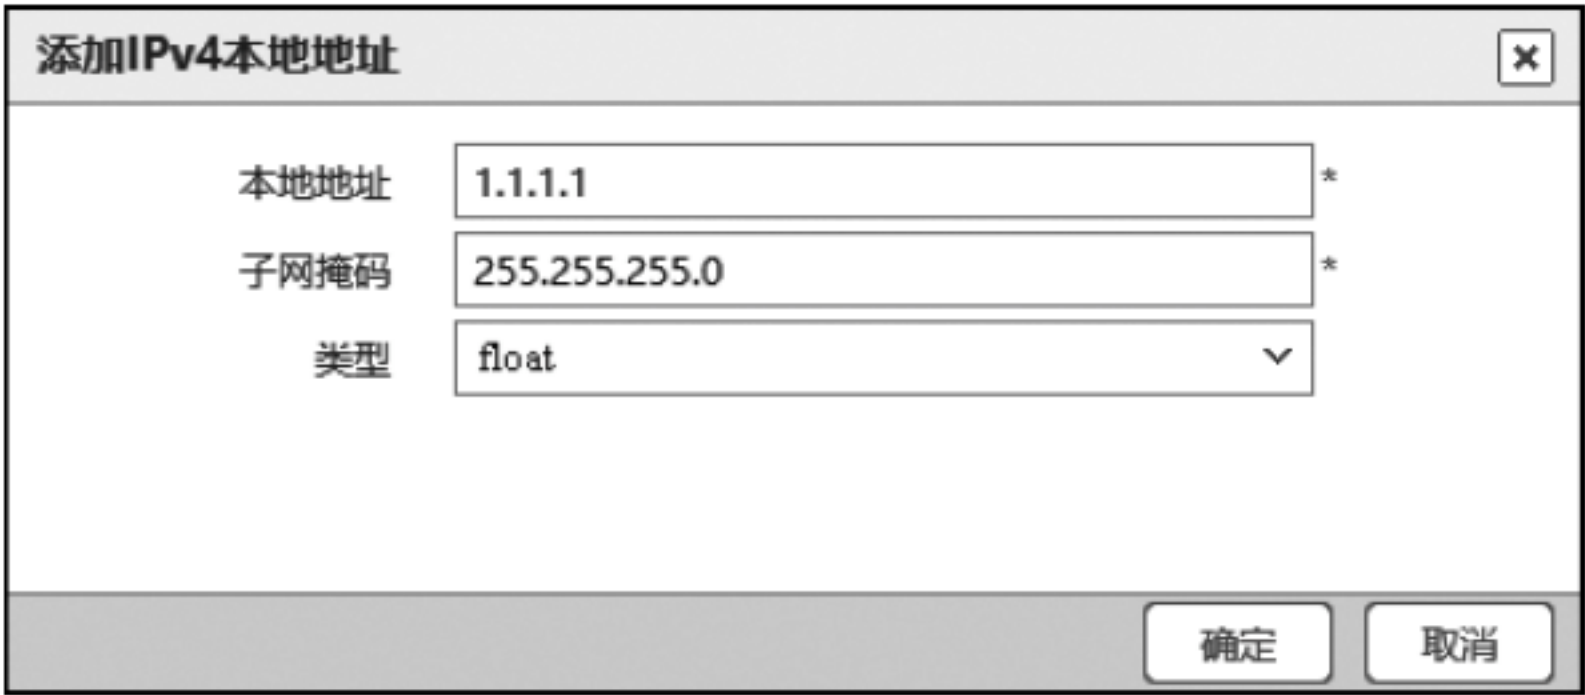 添加IPv4本地地址
本地地址 1.1.1.1 *
子网掩码 255.255.255.0 *
类型 float
确定 取消